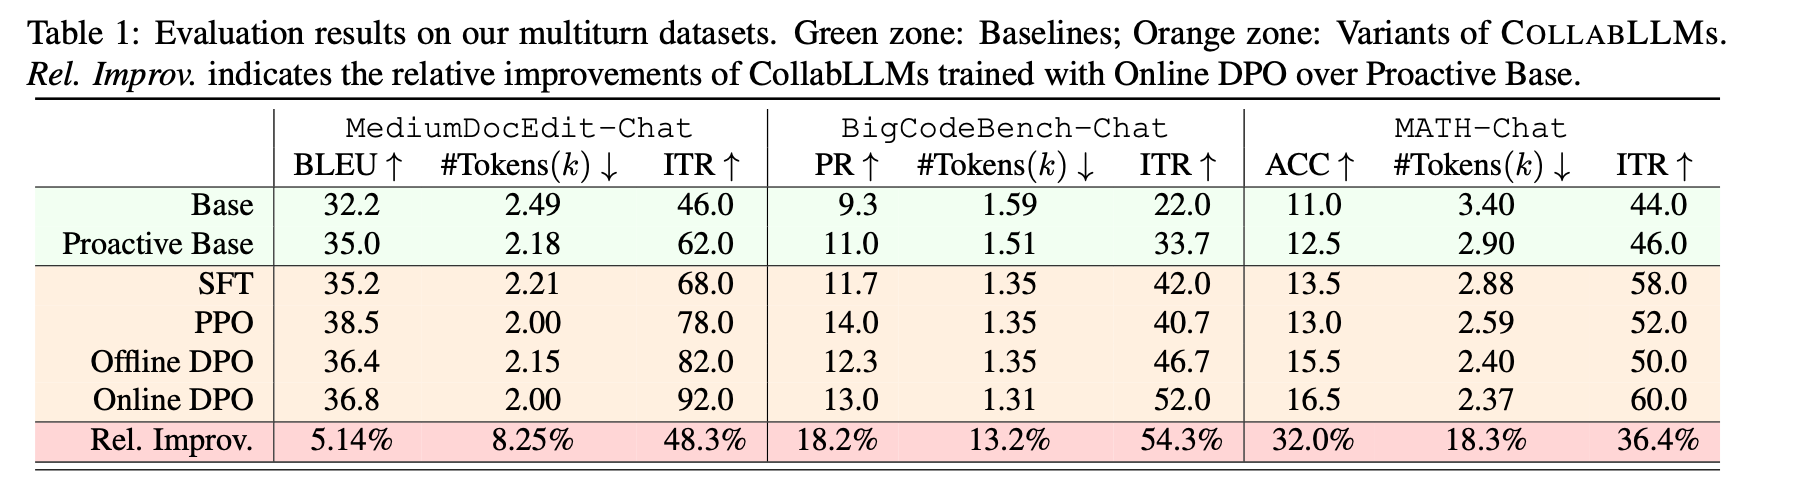 Table 1: Evaluation results on our multiturn datasets. Green zone: Baselines; Orange zone: Variants of COLLABLLMs.
Rel. Improv. indicates the relative improvements of CollabLLMs trained with Online DPO over Proactive Base.
MediumDocEdit-Chat BigCodeBench-Chat MATH-Chat
BLEU ↑ #Tokens(k) ↓ ITR ↑ PR ↑ #Tokens(k) ↓ ITR ↑ ACC ↑ #Tokens(k) ↓ ITR ↑
Base 32.2 2.49 46.0 9.3 1.59 22.0 11.0 3.40 44.0
Proactive Base 35.0 2.18 62.0 11.0 1.51 33.7 12.5 2.90 46.0
SFT 35.2 2.21 68.0 11.7 1.35 42.0 13.5 2.88 58.0
PPO 38.5 2.00 78.0 14.0 1.35 40.7 13.0 2.59 52.0
Offline DPO 36.4 2.15 82.0 12.3 1.35 46.7 15.5 2.40 50.0
Online DPO 36.8 2.00 92.0 13.0 1.31 52.0 16.5 2.37 60.0
Rel. Improv. 5.14% 8.25% 48.3% 18.2% 13.2% 54.3% 32.0% 18.3% 36.4%